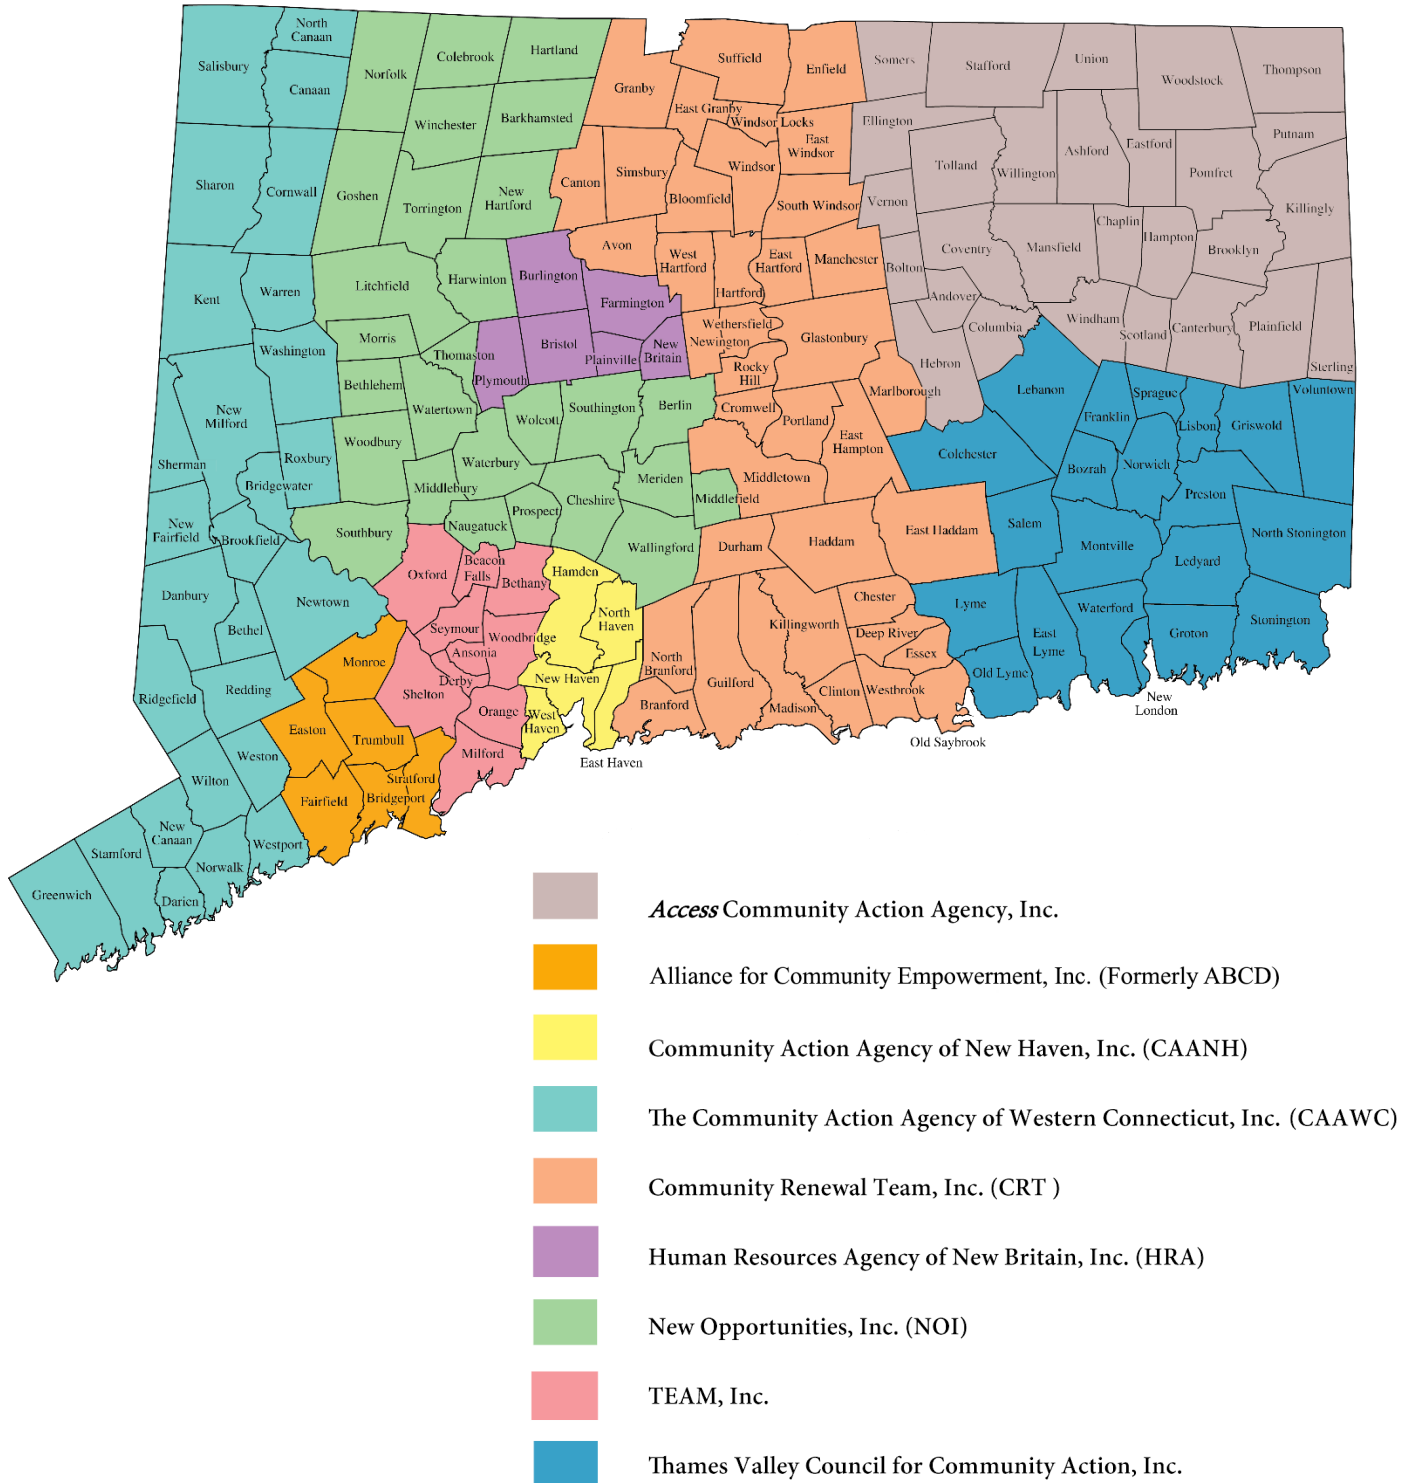 North
Canaan
Salisbury
Canaan
Norfolk
Colebrook
Hartland
Winchester
Barkhamsted
Sharon
Cornwall
Goshen
Torrington
New
Hartford
Granby
Suffield
Enfield
East Granby
Windsor Locks
East
Windsor
Canton
Simsbury
Windsor
Bloomfield
South Windsor
Somers
Stafford
Union
Woodstock
Thompson
Ellington
Tolland
Willington
Ashford
Eastford
Pomfret
Putnam
Killingly
Vernon
Coventry
Mansfield
Chaplin
Hampton
Brooklyn
Bolton
Andover
Columbia
Windham
Scotland
Canterbury
Plainfield
Sterling
Hebron
Kent
Warren
Litchfield
Harwinton
Burlington
Avon
Farmington
West
Hartford
Hartford
East
Hartford
Manchester
Washington
Morris
Thomaston
Plymouth
Bristol
Plainville
New
Britain
Wethersfield
Newington
Rocky
Hill
Glastonbury
Marlborough
New
Milford
Bethlehem
Watertown
Wolcott
Southington
Berlin
Cromwell
Portland
East
Hampton
Sherman
Roxbury
Bridgewater
Woodbury
Waterbury
Middlebury
Cheshire
Meriden
Middlefield
Middletown
Lebanon
Colchester
Franklin
Sprague
Lisbon
Griswold
Voluntown
Bozrah
Norwich
Preston
Salem
Montville
Ledyard
North Stonington
New
Fairfield
Brookfield
Southbury
Naugatuck
Prospect
Wallingford
Durham
Haddam
East Haddam
Danbury
Bethel
Newtown
Oxford
Beacon
Falls
Bethany
Hamden
North
Haven
Seymour
Woodbridge
Ansonia
Derby
Shelton
Orange
Milford
New Haven
West
Haven
East Haven
North
Branford
Branford
Guilford
Madison
Killingworth
Clinton
Westbrook
Chester
Deep River
Essex
Old Saybrook
Lyme
Old Lyme
East
Lyme
Waterford
New
London
Groton
Stonington
Ridgefield
Redding
Monroe
Easton
Trumbull
Stratford
Bridgeport
Fairfield
Weston
Wilton
New
Canaan
Westport
Norwalk
Darien
Stamford
Greenwich
Access Community Action Agency, Inc.
Alliance for Community Empowerment, Inc. (Formerly ABCD)
Community Action Agency of New Haven, Inc. (CAANH)
The Community Action Agency of Western Connecticut, Inc. (CAAWC)
Community Renewal Team, Inc. (CRT )
Human Resources Agency of New Britain, Inc. (HRA)
New Opportunities, Inc. (NOI)
TEAM, Inc.
Thames Valley Council for Community Action, Inc.